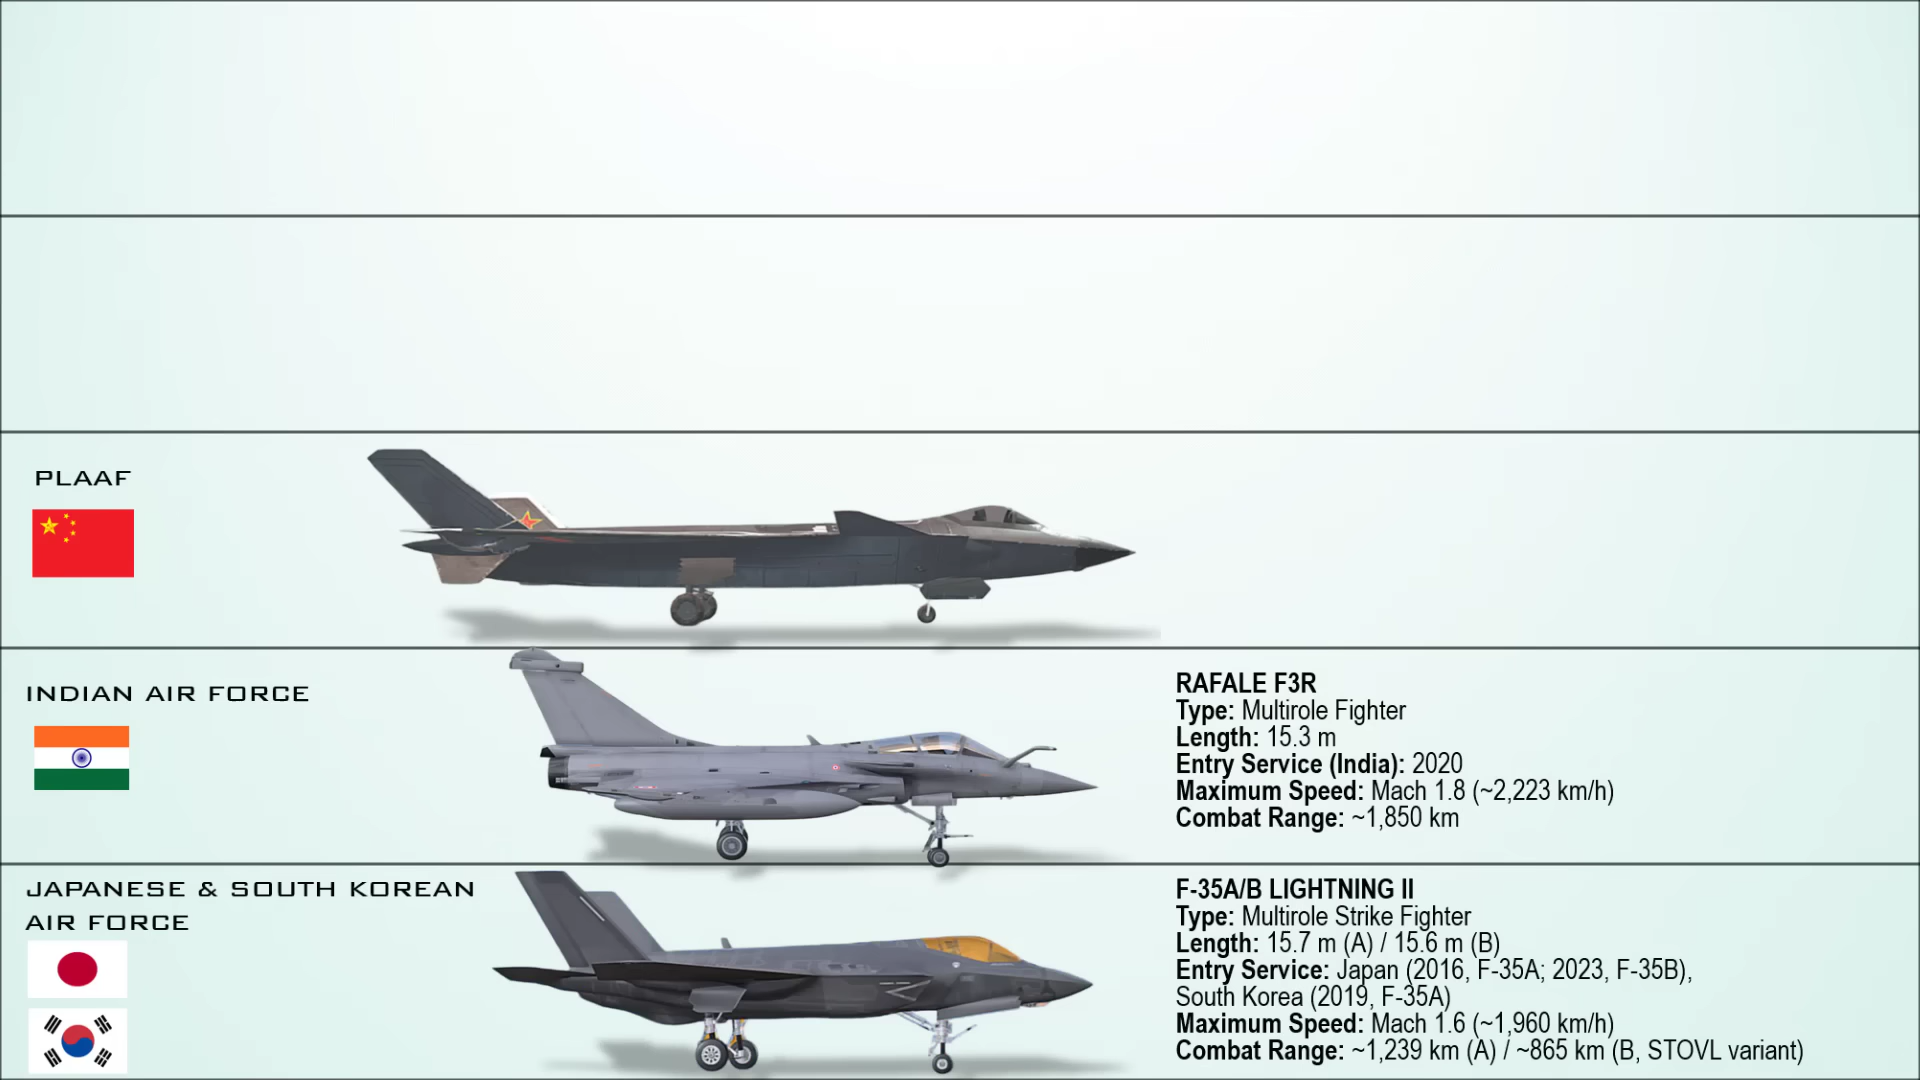 PLAAF
INDIAN AIR FORCE
RAFALE F3R
Type: Multirole Fighter
Length: 15.3 m
Entry Service (India): 2020
Maximum Speed: Mach 1.8 (~2,223 km/h)
Combat Range: ~1,850 km
JAPANESE & SOUTH KOREAN
AIR FORCE
F-35A/B LIGHTNING II
Type: Multirole Strike Fighter
Length: 15.7 m (A) / 15.6 m (B)
Entry Service: Japan (2016, F-35A; 2023, F-35B),
South Korea (2019, F-35A)
Maximum Speed: Mach 1.6 (~1,960 km/h)
Combat Range: ~1,239 km (A) / ~865 km (B, STOVL variant)